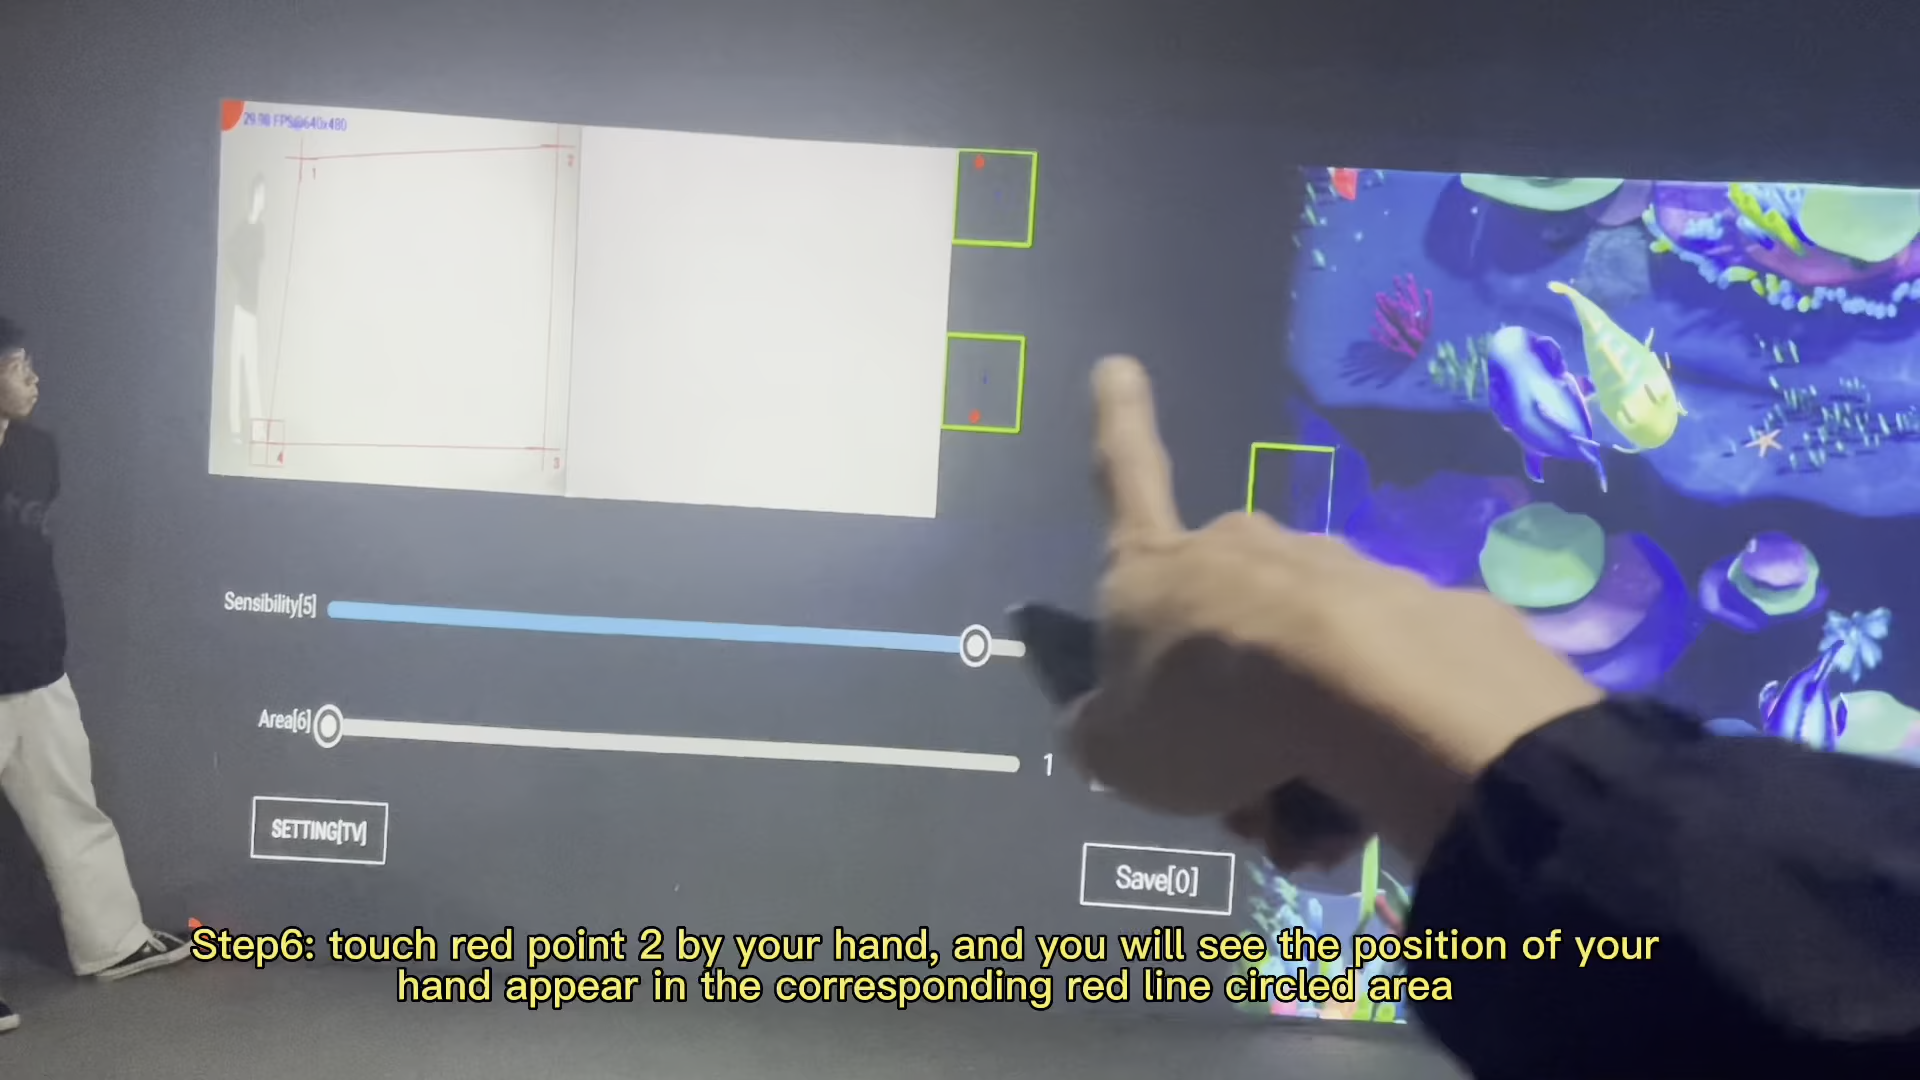 29.98 FPS@640x480
1
2
3
4
Sensibility[5]
Area[6]
1
SETTING[TV]
Save[0]
Step6: touch red point 2 by your hand, and you will see the position of your
hand appear in the corresponding red line circled area